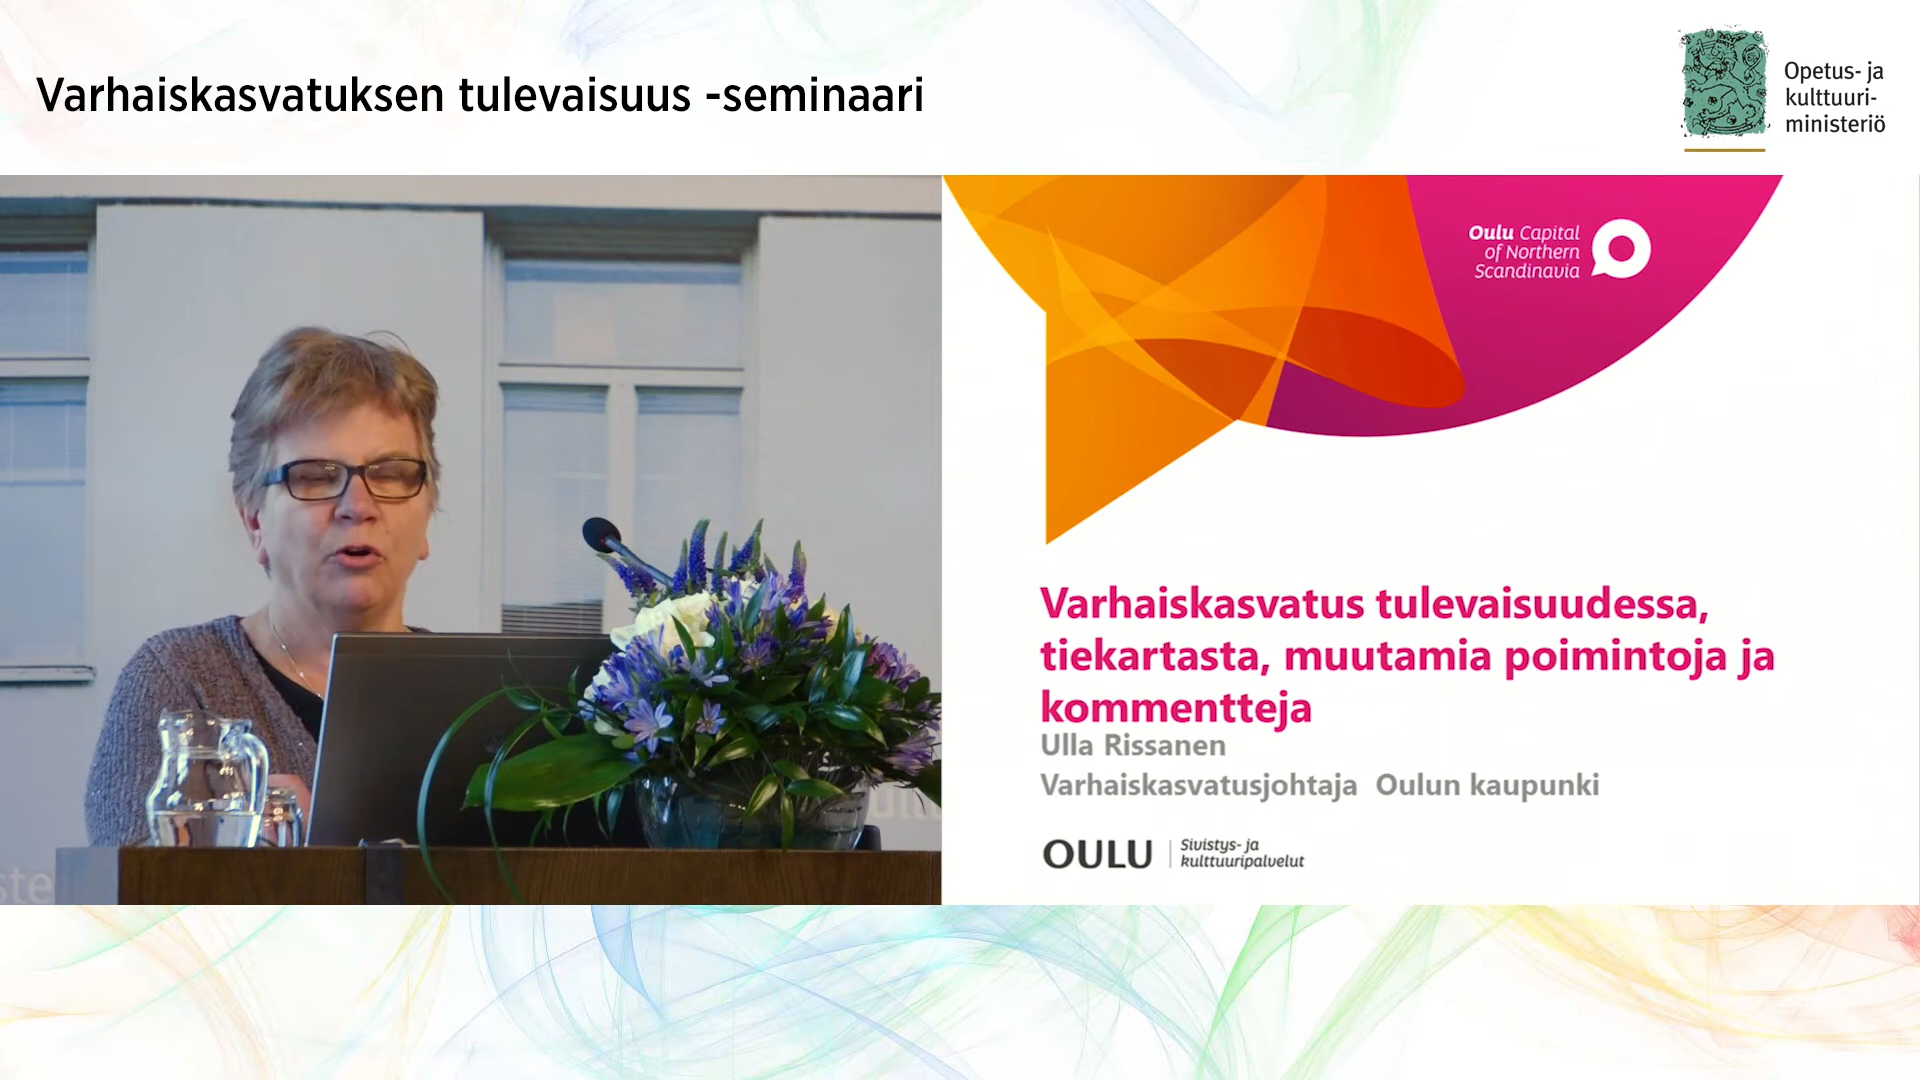 Varhaiskasvatuksen tulevaisuus -seminaari
Opetus- ja
kulttuuri-
ministeriö
Oulu Capital
of Northern
Scandinavia
Varhaiskasvatus tulevaisuudessa,
tiekartasta, muutamia poimintoja ja
kommentteja
Ulla Rissanen
Varhaiskasvatusjohtaja Oulun kaupunki
OULU
Sivistys- ja
kulttuuripalvelut